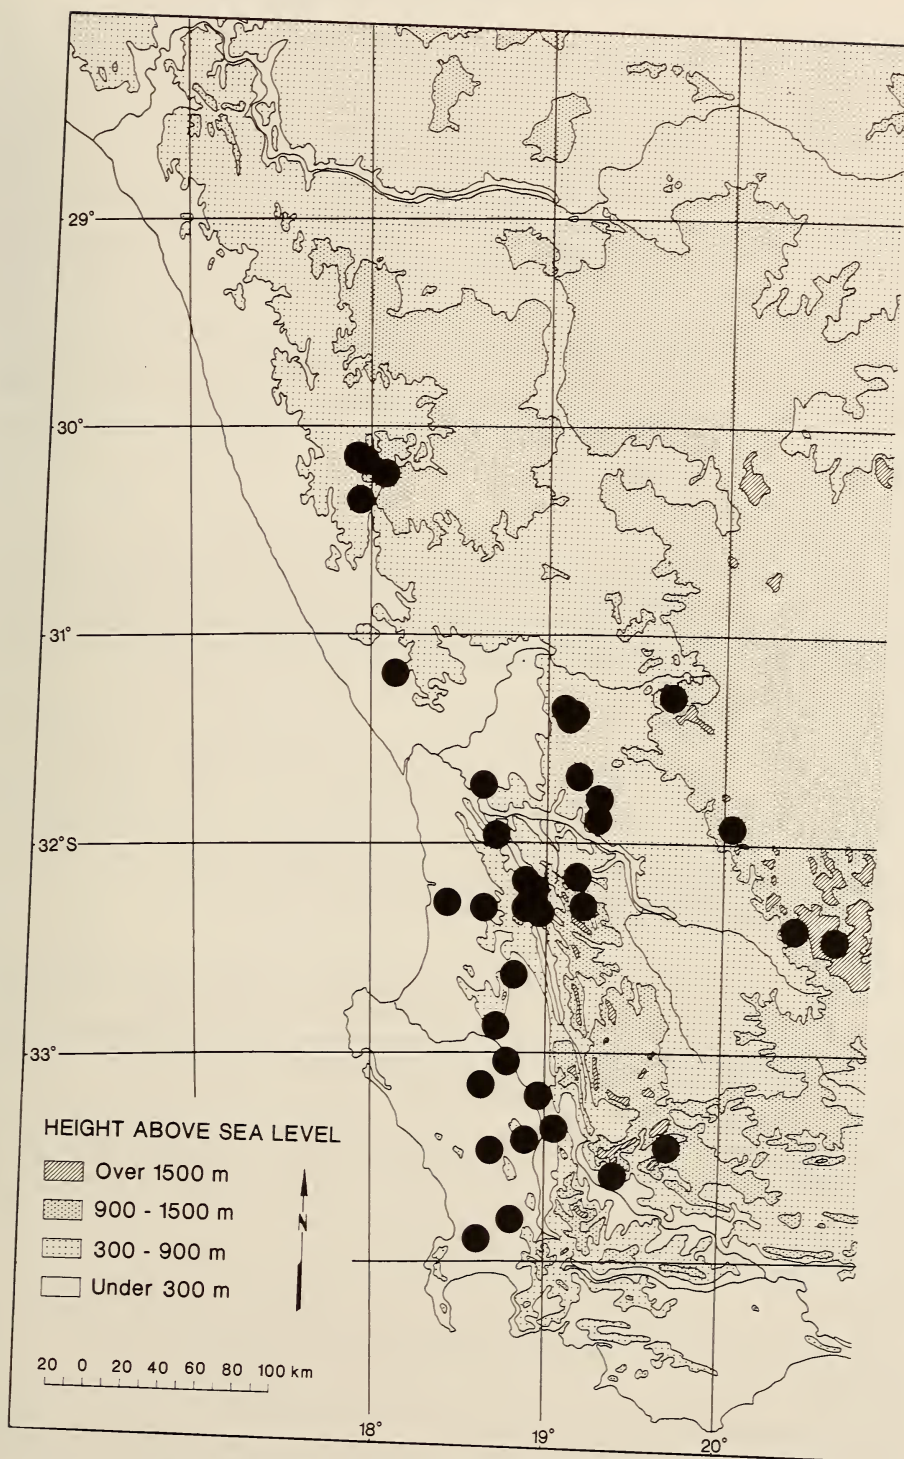 29°
30°
31°
32°S
33°
HEIGHT ABOVE SEA LEVEL
Over 1500 m
900 - 1500 m
300 - 900 m
Under 300 m
N
20 0 20 40 60 80 100 km
18° 19° 20°